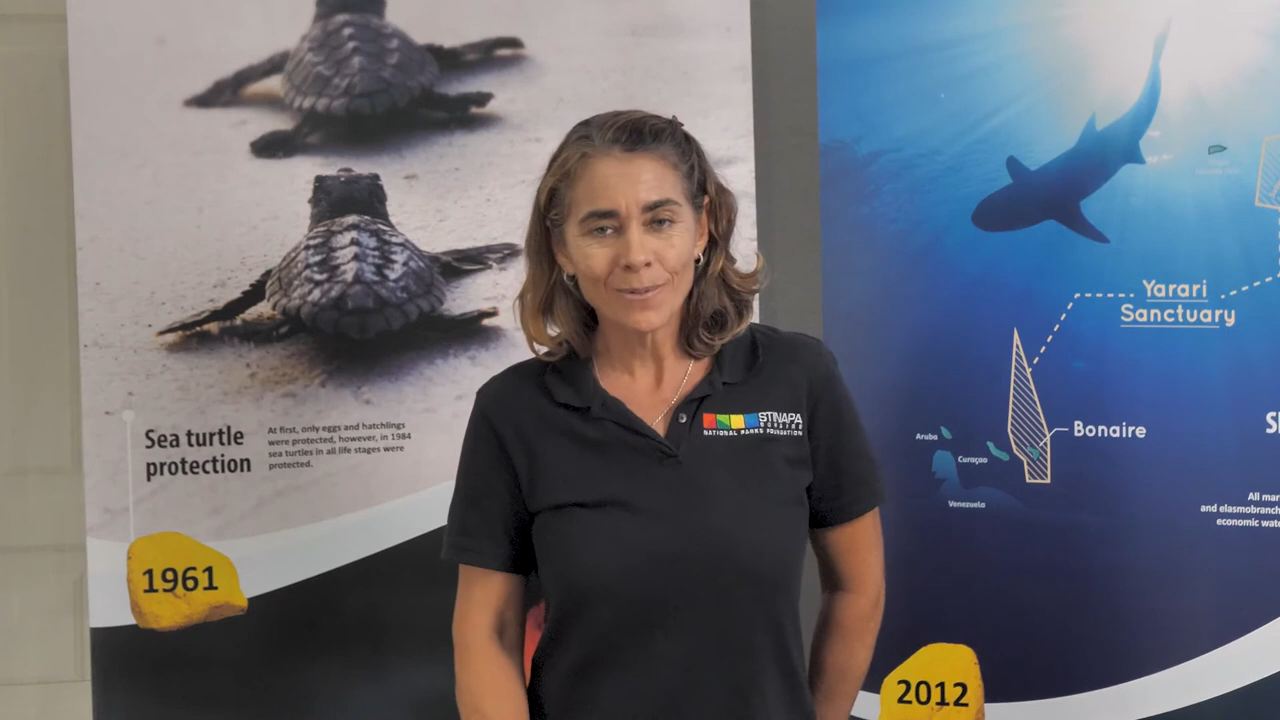 Sea turtle
protection
At first, only eggs and hatchlings
were protected, however, in 1984
sea turtles in all life stages were
protected.
1961
STINAPA
BONAIRE
NATIONAL PARKS FOUNDATION
Yarari
Sanctuary
Bonaire
Aruba
Curaçao
Venezuela
All mar
and elasmobranch
economic wate
2012